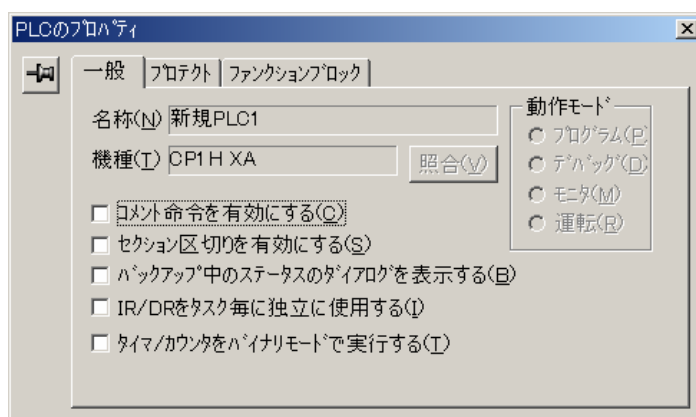 PLCのﾌﾟﾛﾊﾟﾃｨ
一般
ﾌﾟﾛﾃｸﾄ
ﾌｧﾝｸｼｮﾝﾌﾞﾛｯｸ
名称(N) 新規PLC1
機種(T) CP1H XA
照合(V)
動作ﾓｰﾄﾞ
ﾌﾟﾛｸﾞﾗﾑ(P)
ﾃﾞﾊﾞｯｸﾞ(D)
ﾓﾆﾀ(M)
運転(R)
ｺﾒﾝﾄ命令を有効にする(C)
ｾｸｼｮﾝ区切りを有効にする(S)
ﾊﾞｯｸｱｯﾌﾟ中のｽﾃｰﾀｽのﾀﾞｲｱﾛｸﾞを表示する(B)
IR/DRをﾀｽｸ毎に独立に使用する(I)
ﾀｲﾏ/ｶｳﾝﾀをﾊﾞｲﾅﾘﾓｰﾄﾞで実行する(T)